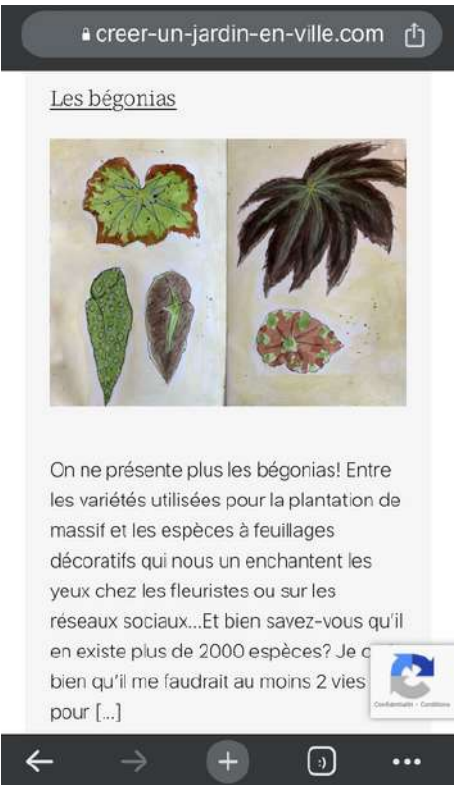 creer-un-jardin-en-ville.com
Les bégonias
On ne présente plus les bégonias! Entre
les variétés utilisées pour la plantation de
massif et les espèces à feuillages
décoratifs qui nous un enchantent les
yeux chez les fleuristes ou sur les
réseaux sociaux...Et bien savez-vous qu'il
en existe plus de 2000 espèces? Je
bien qu'il me faudrait au moins 2 vies
pour [...]
Confidentialité - Conditions
:)